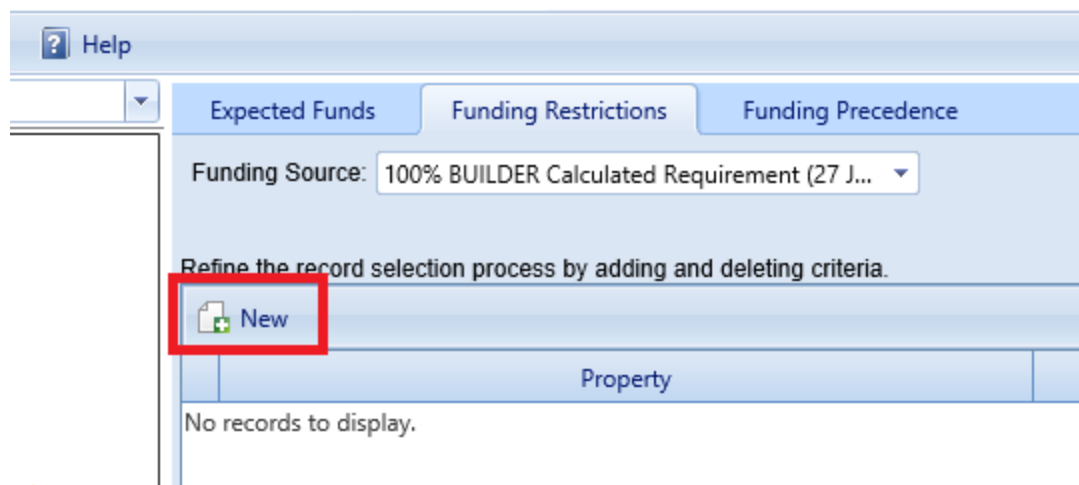 Help
Expected Funds Funding Restrictions Funding Precedence
Funding Source: 100% BUILDER Calculated Requirement (27 J...
Refine the record selection process by adding and deleting criteria.
New
Property
No records to display.